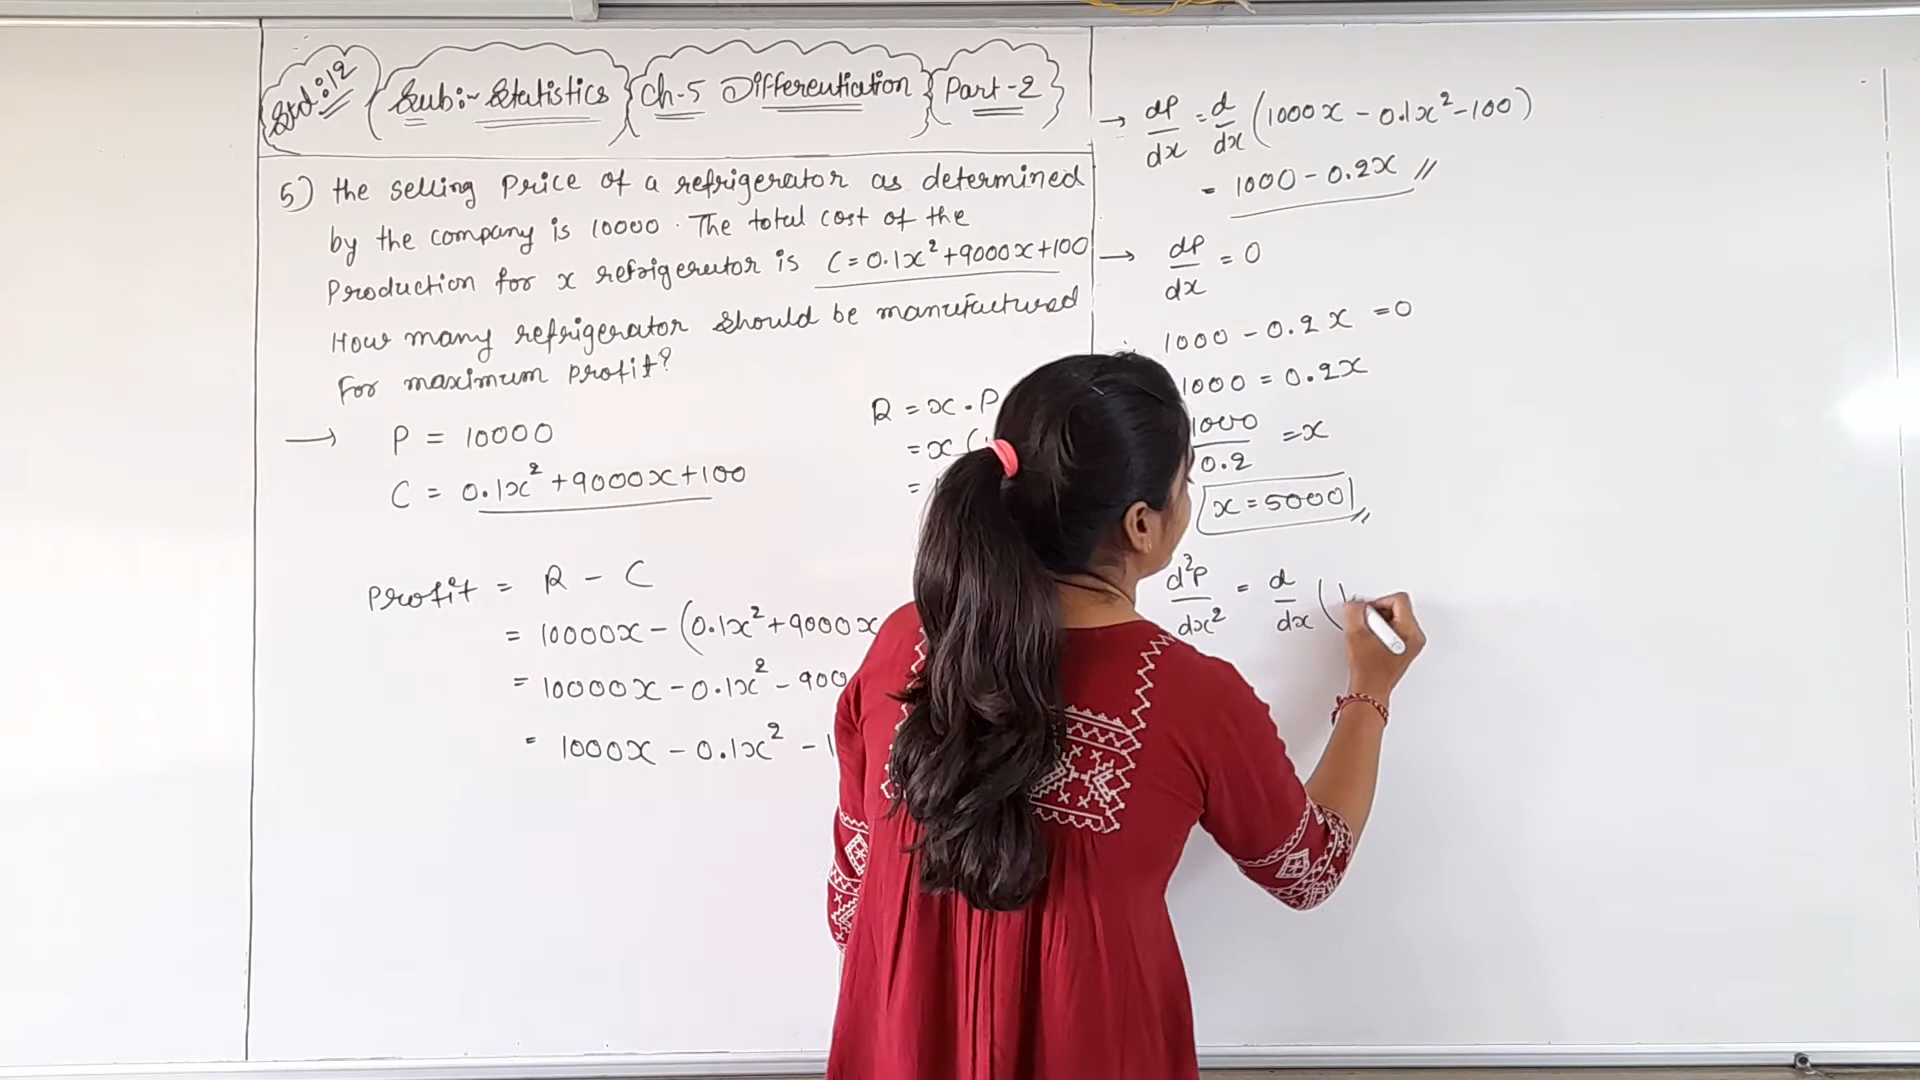 Std:12 Sub:- Statistics Ch-5 Differentiation Part-2
5) the selling Price of a refrigerator as determined
by the company is 10000. The total cost of the
Production for x refrigerator is C=0.1x²+9000x+100
How many refrigerator should be manufactured
For maximum profit?
→ P = 10000
C = 0.1x²+9000x+100
R = x.P
= x(
=
Profit = R - C
= 10000x-(0.1x²+9000x
= 10000x-0.1x²-900
= 1000x-0.1x²-1
→ dP/dx = d/dx (1000x-0.1x²-100)
= 1000-0.2x //
→ dP/dx = 0
1000-0.2x = 0
1000 = 0.2x
1000/0.2 = x
x = 5000 //
d²P/dx² = d/dx (1